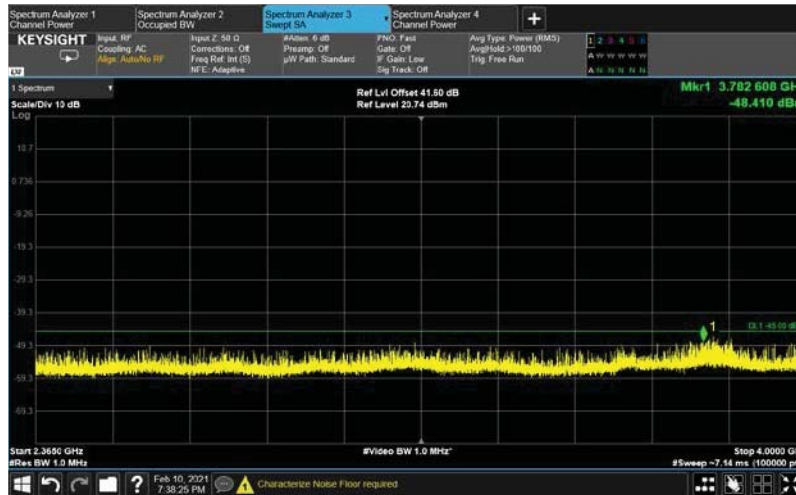 Spectrum Analyzer 1
Channel Power
Spectrum Analyzer 2
Occupied BW
Spectrum Analyzer 3
Swept SA
Spectrum Analyzer 4
Channel Power
KEYSIGHT
Input: RF
Coupling: AC
Align: Auto/No RF
Input Z: 50 Ω
Corrections: Off
Freq Ref: Int (S)
NFE: Adaptive
#Atten: 6 dB
Preamp: Off
µW Path: Standard
PNO: Fast
Gate: Off
IF Gain: Low
Sig Track: Off
Avg Type: Power (RMS)
Avg|Hold:>100/100
Trig: Free Run
1 2 3 4 5 6
A W W W W W
A N N N N N
1 Spectrum
Scale/Div 10 dB
Log
Ref Lvl Offset 41.60 dB
Ref Level 20.74 dBm
Mkr1 3.782 608 GH
-48.410 dB
10.7
0.736
-9.26
-19.3
-29.3
-39.3
-49.3
-59.3
-69.3
1
DL1 -45.00 dB
Start 2.3650 GHz
#Res BW 1.0 MHz
#Video BW 1.0 MHz*
Stop 4.0000 G
#Sweep ~7.14 ms (100000 pt
Feb 10, 2021
7:38:25 PM
Characterize Noise Floor required